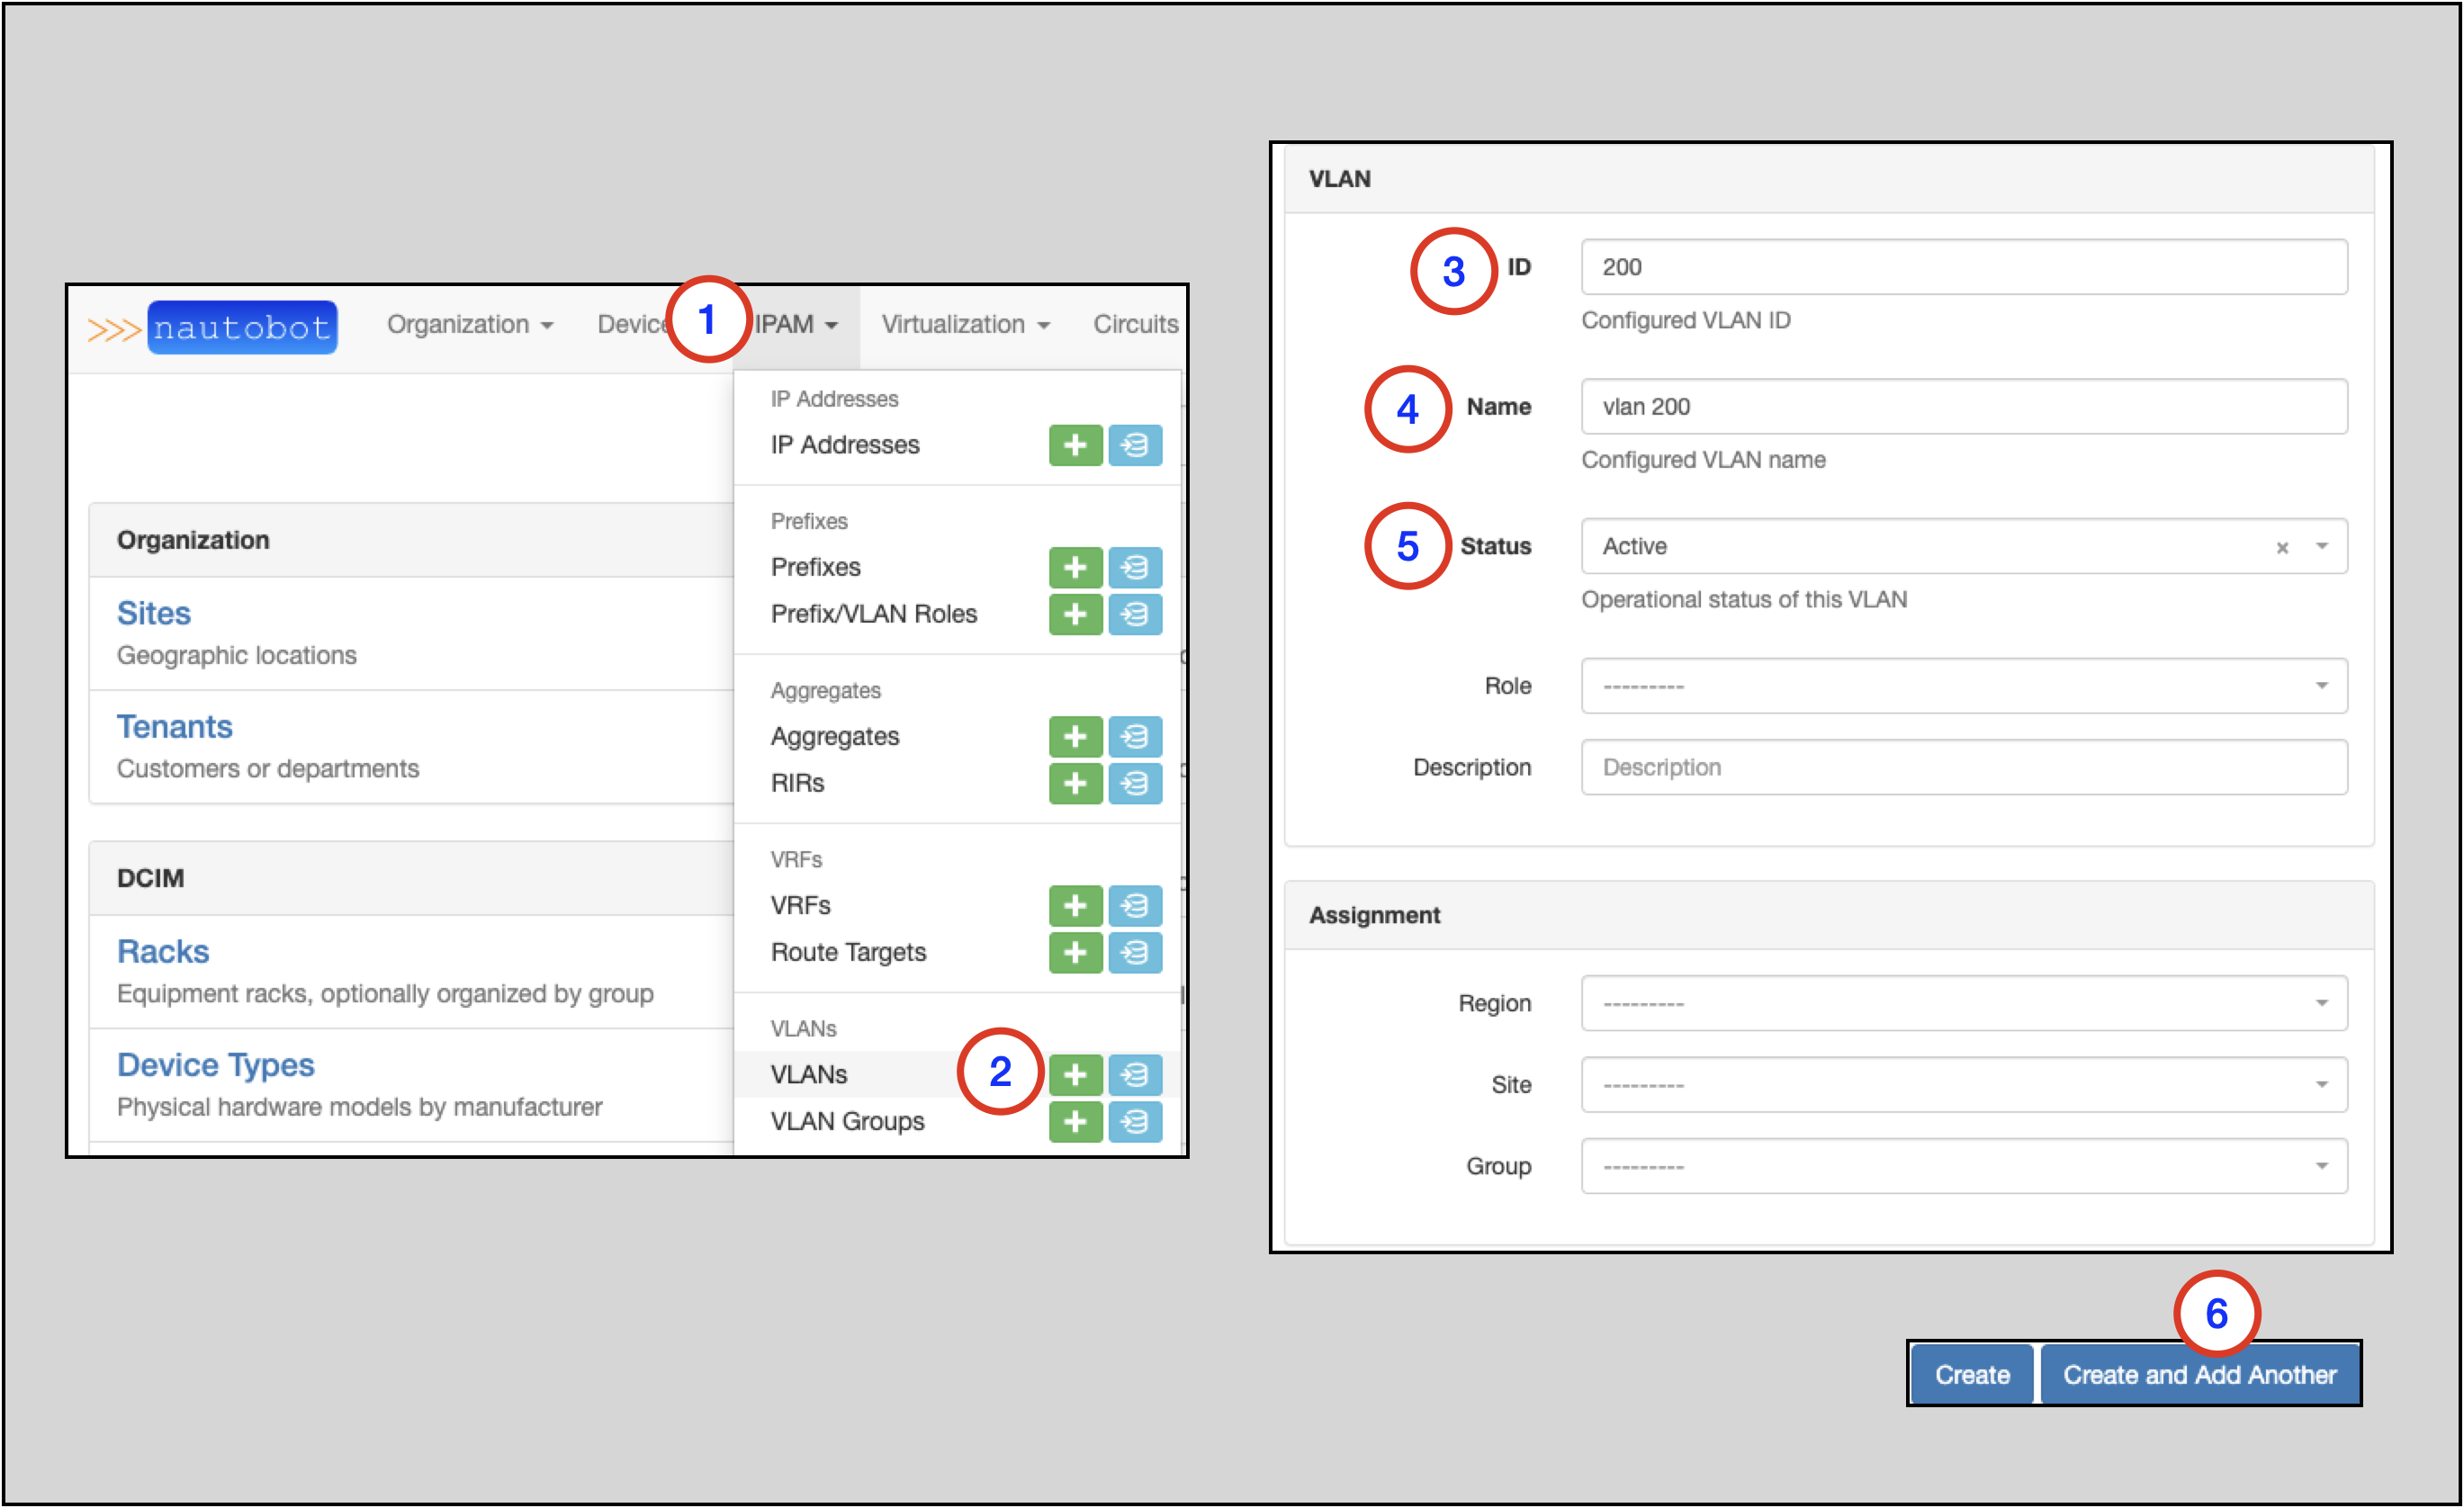 >>> nautobot
Organization
Device
1
IPAM
Virtualization
Circuits
IP Addresses
IP Addresses
Prefixes
Prefixes
Prefix/VLAN Roles
Aggregates
Aggregates
RIRs
VRFs
VRFs
Route Targets
VLANs
VLANs
2
VLAN Groups
Organization
Sites
Geographic locations
Tenants
Customers or departments
DCIM
Racks
Equipment racks, optionally organized by group
Device Types
Physical hardware models by manufacturer
VLAN
3
ID
200
Configured VLAN ID
4
Name
vlan 200
Configured VLAN name
5
Status
Active
×
Operational status of this VLAN
Role
---------
Description
Description
Assignment
Region
---------
Site
---------
Group
---------
6
Create
Create and Add Another